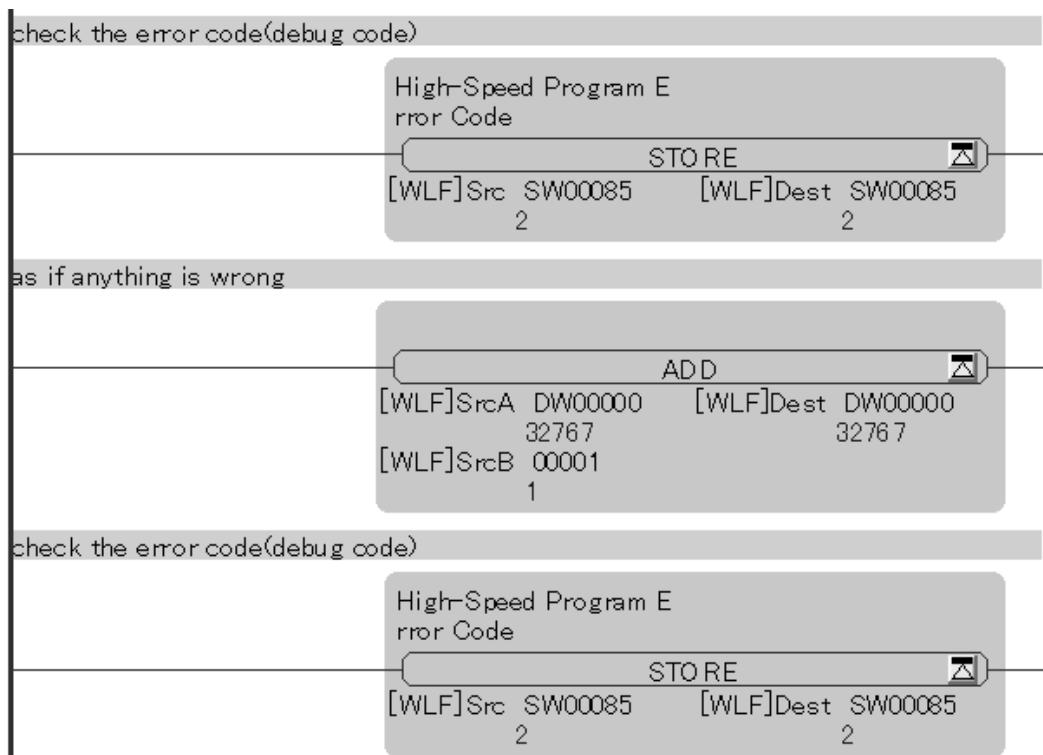 check the error code(debug code)
High-Speed Program E
rror Code
STORE
[WLF]Src SW00085 [WLF]Dest SW00085
2 2
as if anything is wrong
ADD
[WLF]SrcA DW00000 [WLF]Dest DW00000
32767 32767
[WLF]SrcB 00001
1
check the error code(debug code)
High-Speed Program E
rror Code
STORE
[WLF]Src SW00085 [WLF]Dest SW00085
2 2